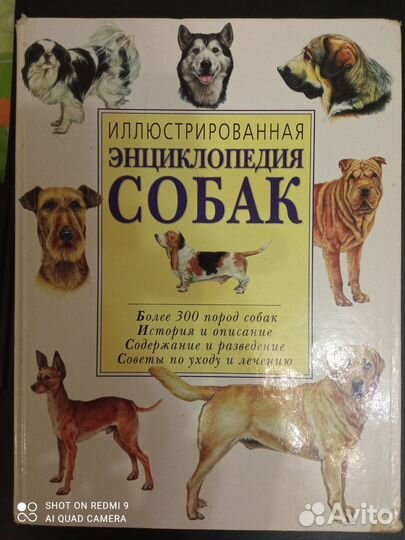 ИЛЛЮСТРИРОВАННАЯ
ЭНЦИКЛОПЕДИЯ
СОБАК
Более 300 пород собак
История и описание
Содержание и разведение
Советы по уходу и лечению
SHOT ON REDMI 9
AI QUAD CAMERA
Avito